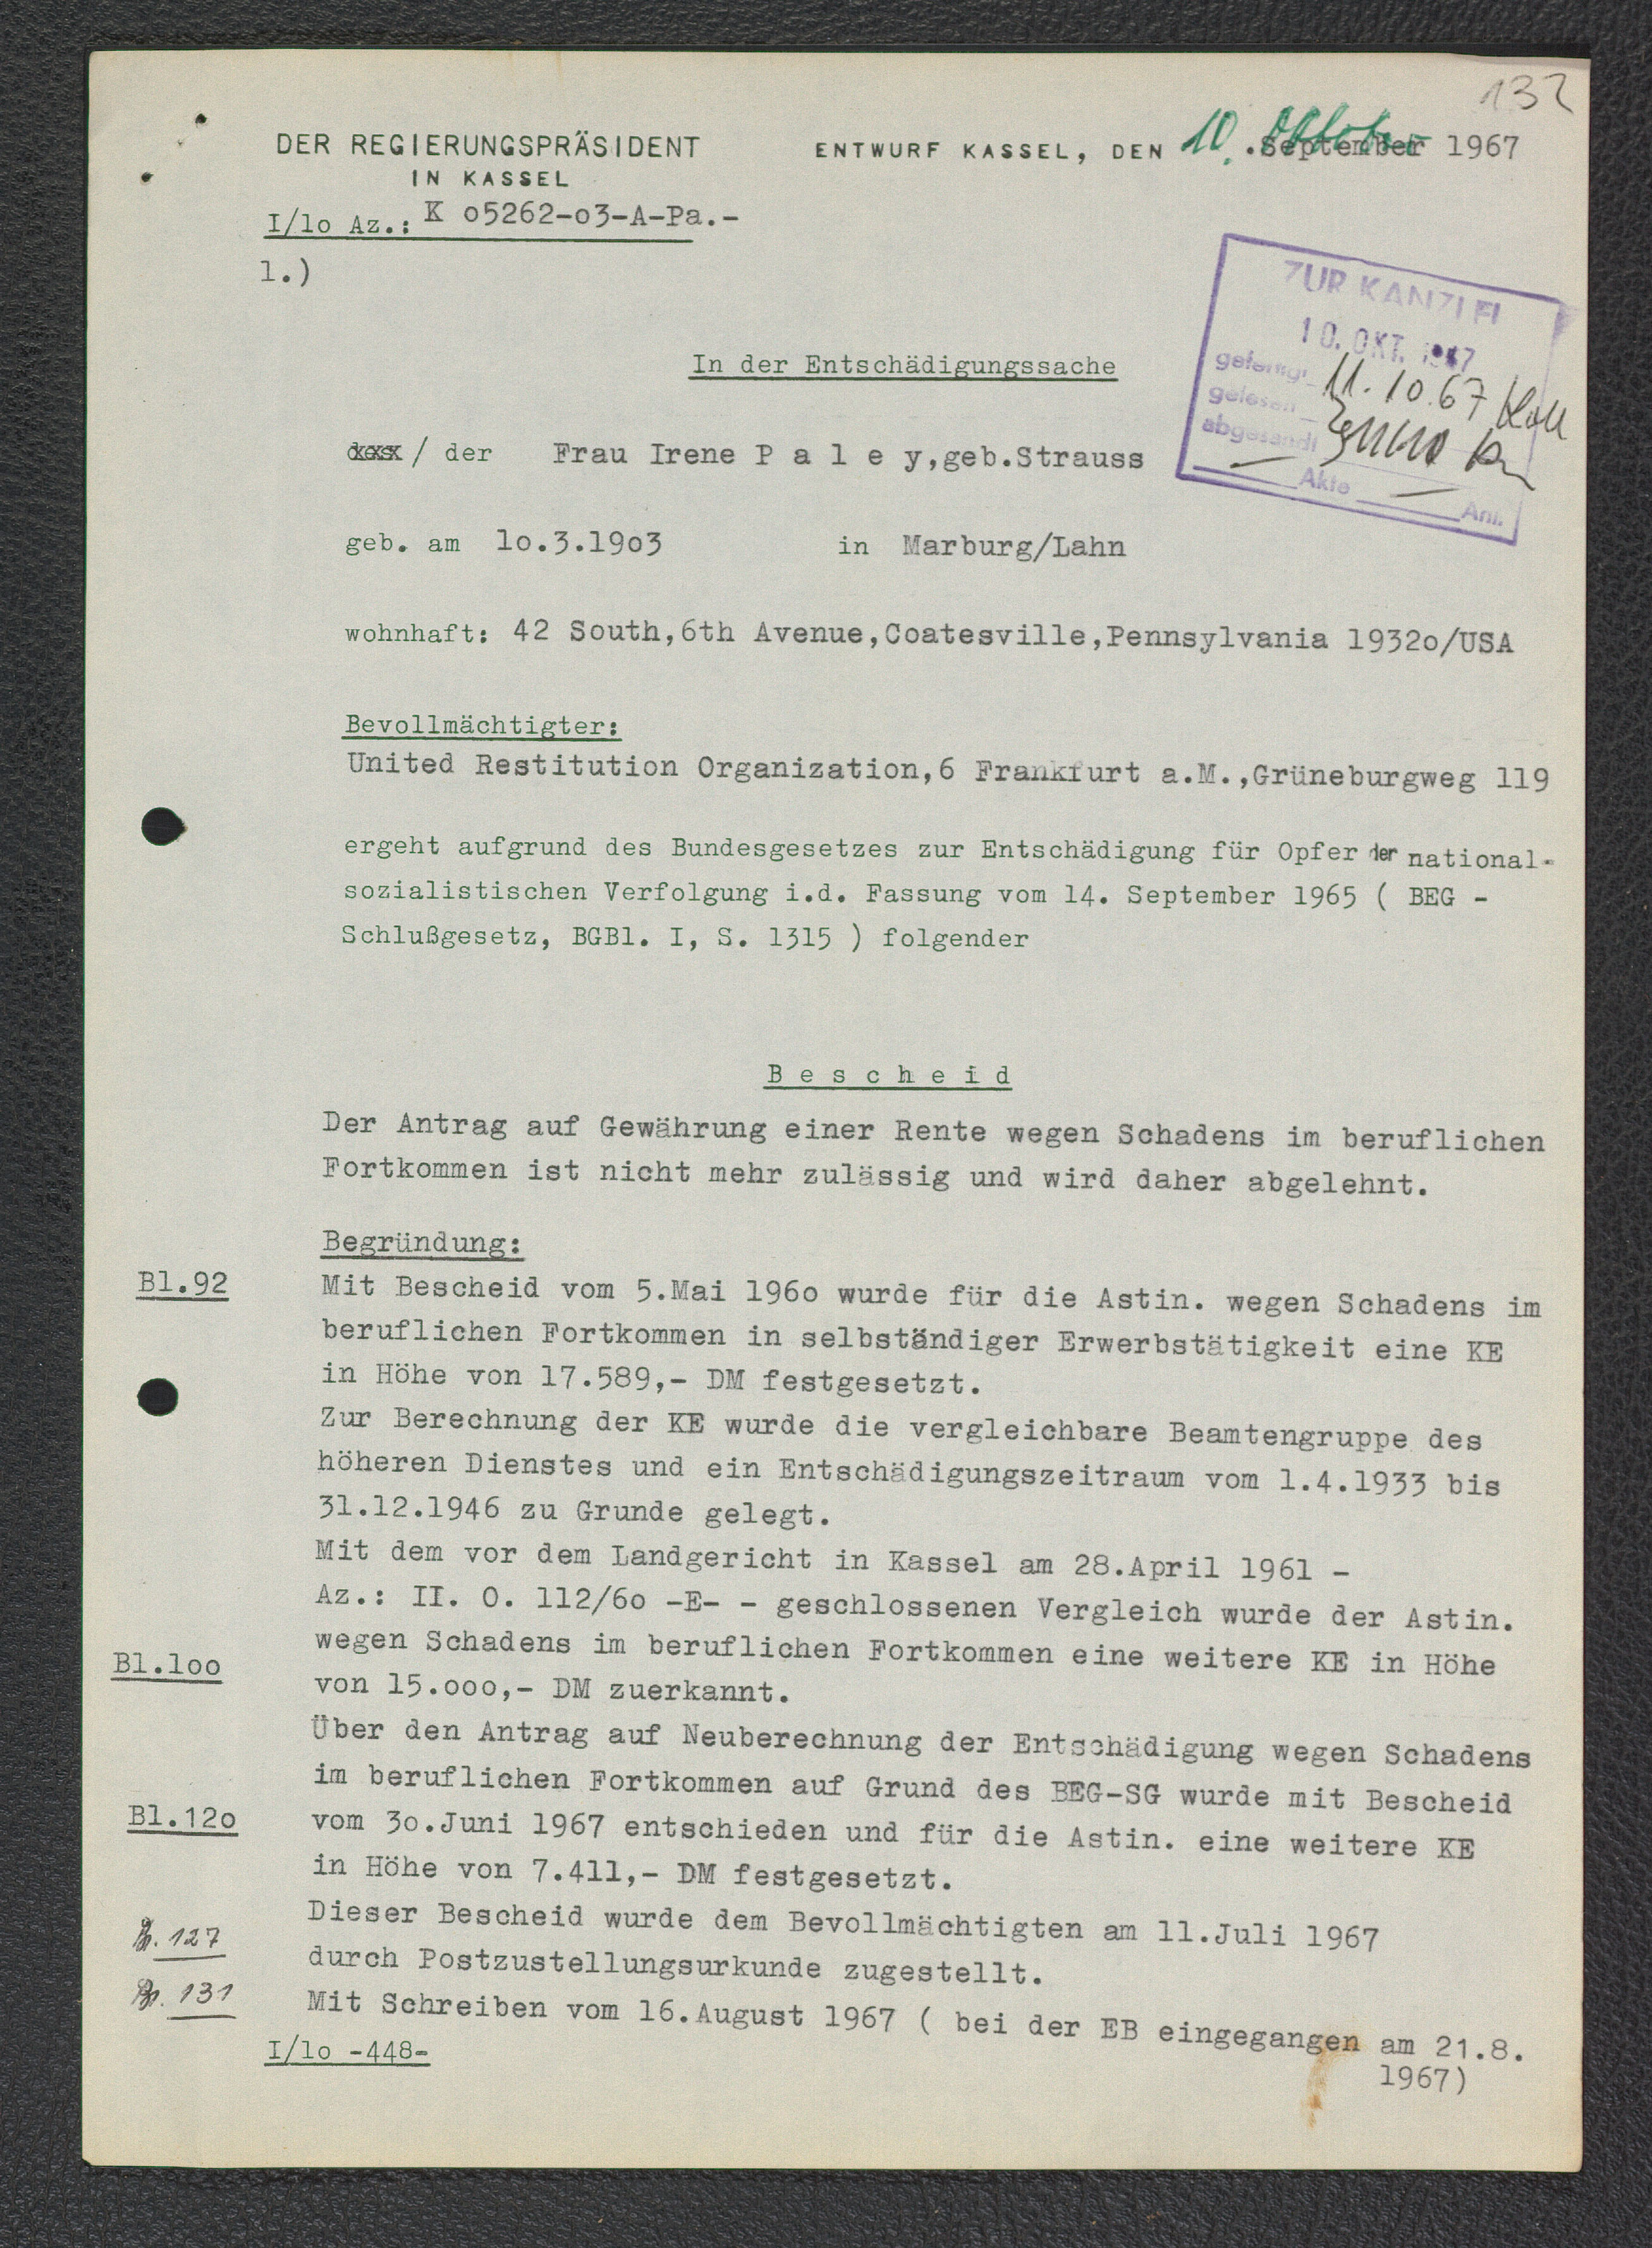 132
DER REGIERUNGSPRÄSIDENT
IN KASSEL
ENTWURF KASSEL, DEN 10. Oktober .September 1967
I/lo Az.: K o5262-o3-A-Pa.-
1.)
ZUR KANZLEI
10. OKT. 1967
gefertigt 11.10.67
gelesen
abgesandt
Akte Anl.
In der Entschädigungssache
des / der Frau Irene P a l e y,geb.Strauss
geb. am lo.3.19o3 in Marburg/Lahn
wohnhaft: 42 South,6th Avenue,Coatesville,Pennsylvania 1932o/USA
Bevollmächtigter:
United Restitution Organization,6 Frankfurt a.M.,Grüneburgweg 119
ergeht aufgrund des Bundesgesetzes zur Entschädigung für Opfer der national-
sozialistischen Verfolgung i.d. Fassung vom 14. September 1965 ( BEG -
Schlußgesetz, BGBl. I, S. 1315 ) folgender
B e s c h e i d
Der Antrag auf Gewährung einer Rente wegen Schadens im beruflichen
Fortkommen ist nicht mehr zulässig und wird daher abgelehnt.
Begründung:
Bl.92
Mit Bescheid vom 5.Mai 196o wurde für die Astin. wegen Schadens im
beruflichen Fortkommen in selbständiger Erwerbstätigkeit eine KE
in Höhe von 17.589,- DM festgesetzt.
Zur Berechnung der KE wurde die vergleichbare Beamtengruppe des
höheren Dienstes und ein Entschädigungszeitraum vom 1.4.1933 bis
31.12.1946 zu Grunde gelegt.
Mit dem vor dem Landgericht in Kassel am 28.April 1961 -
Az.: II. O. 112/6o -E- - geschlossenen Vergleich wurde der Astin.
wegen Schadens im beruflichen Fortkommen eine weitere KE in Höhe
Bl.loo
von 15.ooo,- DM zuerkannt.
Über den Antrag auf Neuberechnung der Entschädigung wegen Schadens
im beruflichen Fortkommen auf Grund des BEG-SG wurde mit Bescheid
Bl.12o
vom 3o.Juni 1967 entschieden und für die Astin. eine weitere KE
in Höhe von 7.411,- DM festgesetzt.
Dieser Bescheid wurde dem Bevollmächtigten am 11.Juli 1967
Bl. 127
durch Postzustellungsurkunde zugestellt.
Bl. 131
Mit Schreiben vom 16.August 1967 ( bei der EB eingegangen am 21.8.
1967)
I/lo -448-